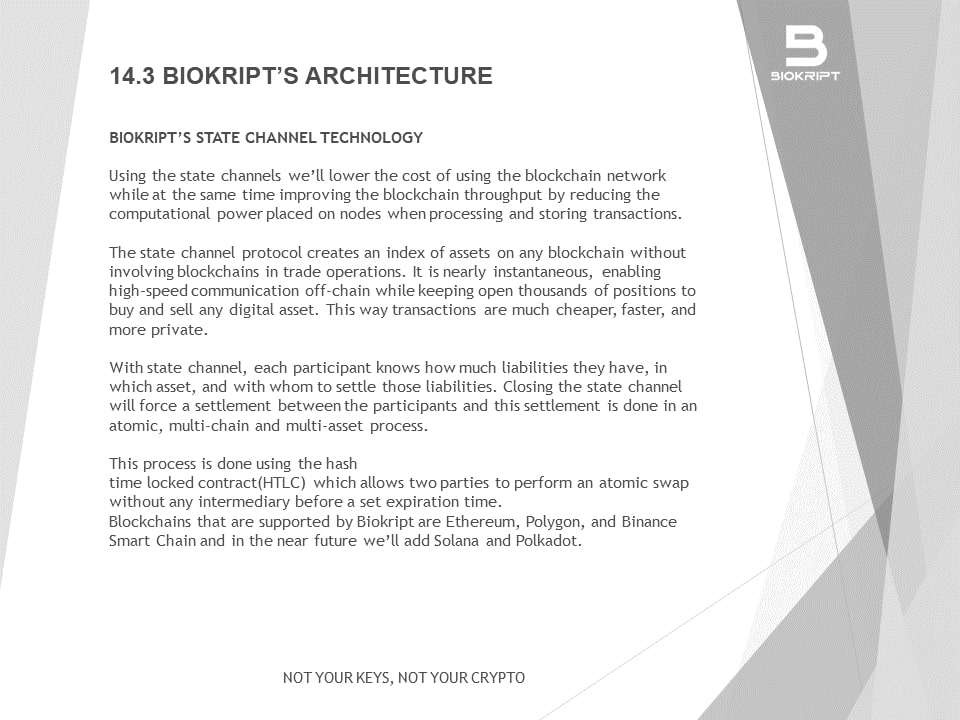 BIOKRIPT
14.3 BIOKRIPT’S ARCHITECTURE
BIOKRIPT’S STATE CHANNEL TECHNOLOGY
Using the state channels we’ll lower the cost of using the blockchain network
while at the same time improving the blockchain throughput by reducing the
computational power placed on nodes when processing and storing transactions.
The state channel protocol creates an index of assets on any blockchain without
involving blockchains in trade operations. It is nearly instantaneous, enabling
high-speed communication off-chain while keeping open thousands of positions to
buy and sell any digital asset. This way transactions are much cheaper, faster, and
more private.
With state channel, each participant knows how much liabilities they have, in
which asset, and with whom to settle those liabilities. Closing the state channel
will force a settlement between the participants and this settlement is done in an
atomic, multi-chain and multi-asset process.
This process is done using the hash
time locked contract(HTLC) which allows two parties to perform an atomic swap
without any intermediary before a set expiration time.
Blockchains that are supported by Biokript are Ethereum, Polygon, and Binance
Smart Chain and in the near future we’ll add Solana and Polkadot.
NOT YOUR KEYS, NOT YOUR CRYPTO